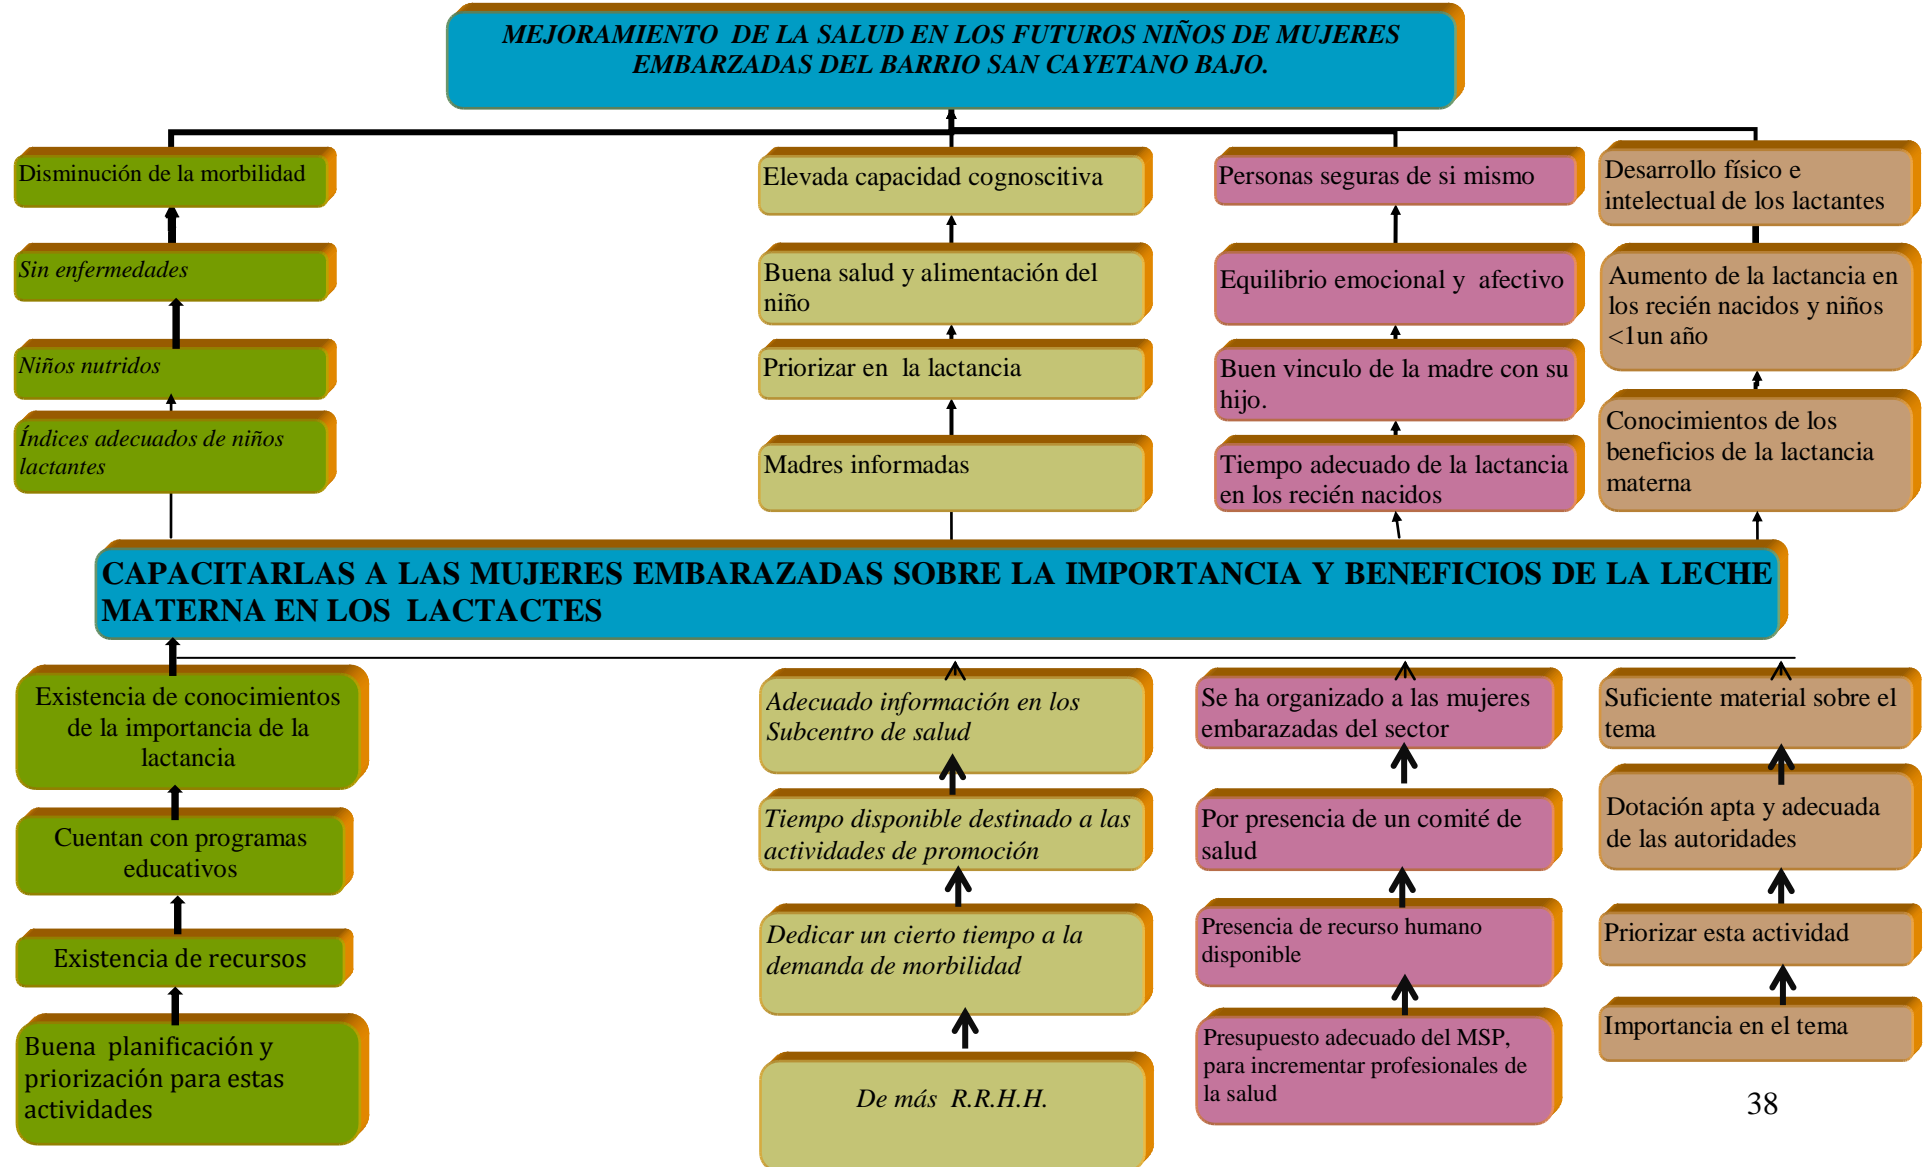 MEJORAMIENTO DE LA SALUD EN LOS FUTUROS NIÑOS DE MUJERES
EMBARZADAS DEL BARRIO SAN CAYETANO BAJO.
Disminución de la morbilidad
Elevada capacidad cognoscitiva
Personas seguras de si mismo
Desarrollo físico e
intelectual de los lactantes
Sin enfermedades
Buena salud y alimentación del
niño
Equilibrio emocional y afectivo
Aumento de la lactancia en
los recién nacidos y niños
<1un año
Niños nutridos
Priorizar en la lactancia
Buen vinculo de la madre con su
hijo.
Conocimientos de los
beneficios de la lactancia
materna
Índices adecuados de niños
lactantes
Madres informadas
Tiempo adecuado de la lactancia
en los recién nacidos
CAPACITARLAS A LAS MUJERES EMBARAZADAS SOBRE LA IMPORTANCIA Y BENEFICIOS DE LA LECHE
MATERNA EN LOS LACTACTES
Existencia de conocimientos
de la importancia de la
lactancia
Adecuado información en los
Subcentro de salud
Se ha organizado a las mujeres
embarazadas del sector
Suficiente material sobre el
tema
Cuentan con programas
educativos
Tiempo disponible destinado a las
actividades de promoción
Por presencia de un comité de
salud
Dotación apta y adecuada
de las autoridades
Existencia de recursos
Dedicar un cierto tiempo a la
demanda de morbilidad
Presencia de recurso humano
disponible
Priorizar esta actividad
Buena planificación y
priorización para estas
actividades
De más R.R.H.H.
Presupuesto adecuado del MSP,
para incrementar profesionales de
la salud
Importancia en el tema
38